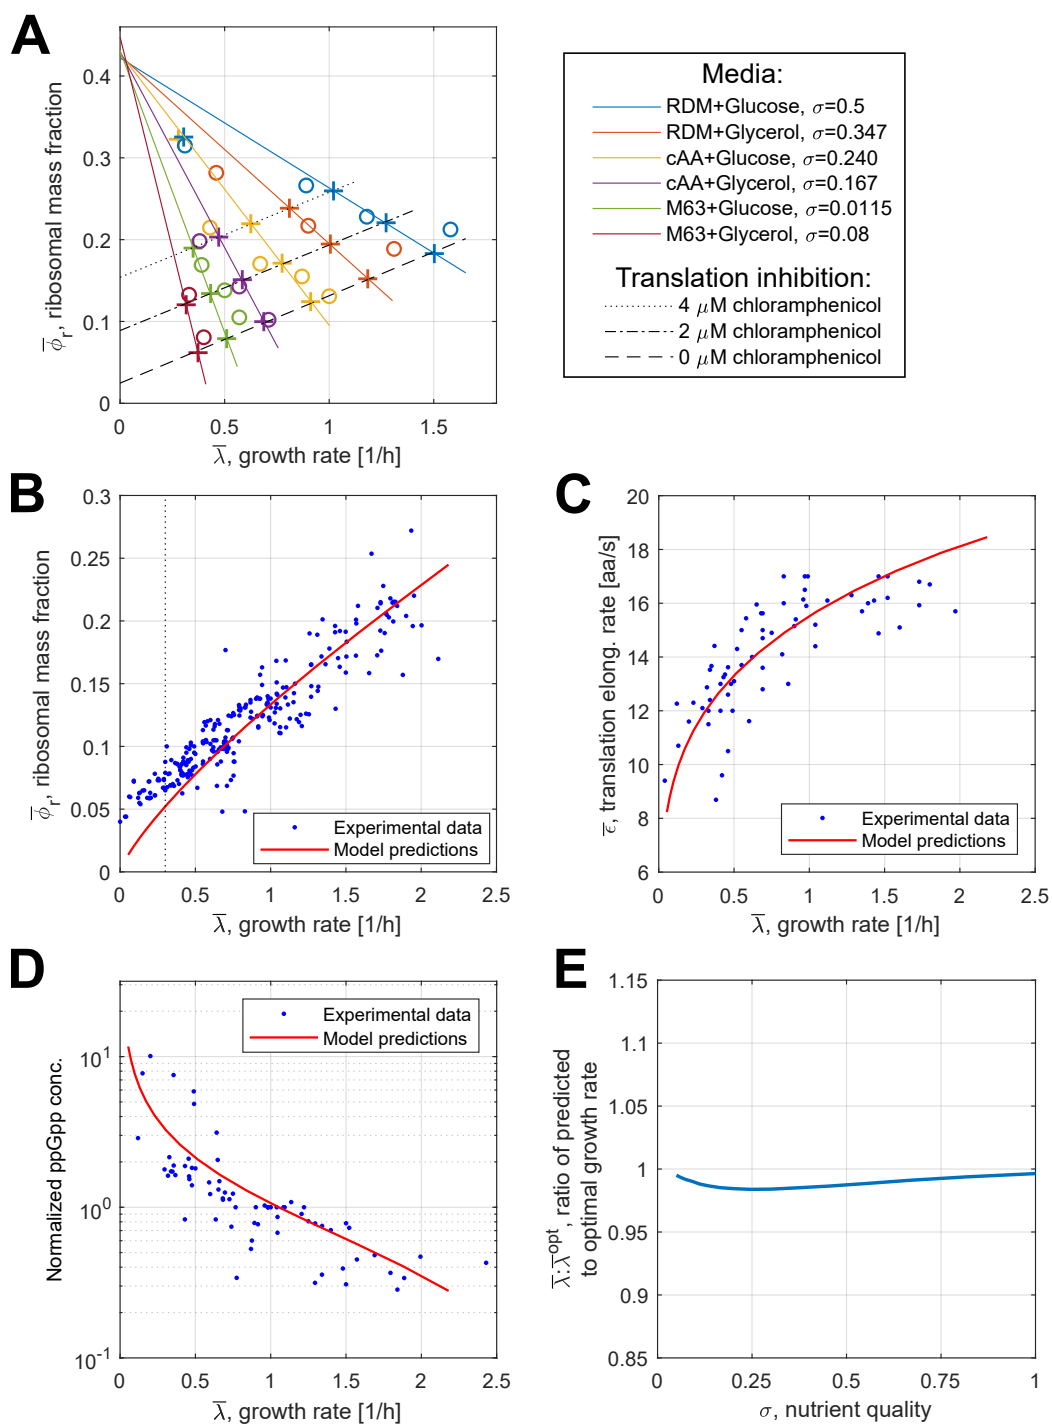 A
0.4
0.3
0.2
0.1
0
ϕ̅r, ribosomal mass fraction
0
0.5
1
1.5
λ̅, growth rate [1/h]
Media:
RDM+Glucose, σ=0.5
RDM+Glycerol, σ=0.347
cAA+Glucose, σ=0.240
cAA+Glycerol, σ=0.167
M63+Glucose, σ=0.0115
M63+Glycerol, σ=0.08
Translation inhibition:
4 μM chloramphenicol
2 μM chloramphenicol
0 μM chloramphenicol
B
0.3
0.25
0.2
0.15
0.1
0.05
0
ϕ̅r, ribosomal mass fraction
Experimental data
Model predictions
0
0.5
1
1.5
2
2.5
λ̅, growth rate [1/h]
C
20
18
16
14
12
10
8
6
ϵ̅, translation elong. rate [aa/s]
Experimental data
Model predictions
0
0.5
1
1.5
2
2.5
λ̅, growth rate [1/h]
D
10^1
10^0
10^-1
Normalized ppGpp conc.
Experimental data
Model predictions
0
0.5
1
1.5
2
2.5
λ̅, growth rate [1/h]
E
1.15
1.1
1.05
1
0.95
0.9
0.85
λ̅:λ̅^opt, ratio of predicted
to optimal growth rate
0
0.25
0.5
0.75
1
σ, nutrient quality